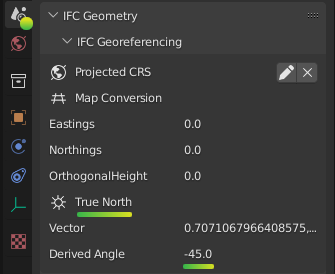 IFC Geometry
IFC Georeferencing
Projected CRS
Map Conversion
Eastings 0.0
Northings 0.0
OrthogonalHeight 0.0
True North
Vector 0.7071067966408575,...
Derived Angle -45.0